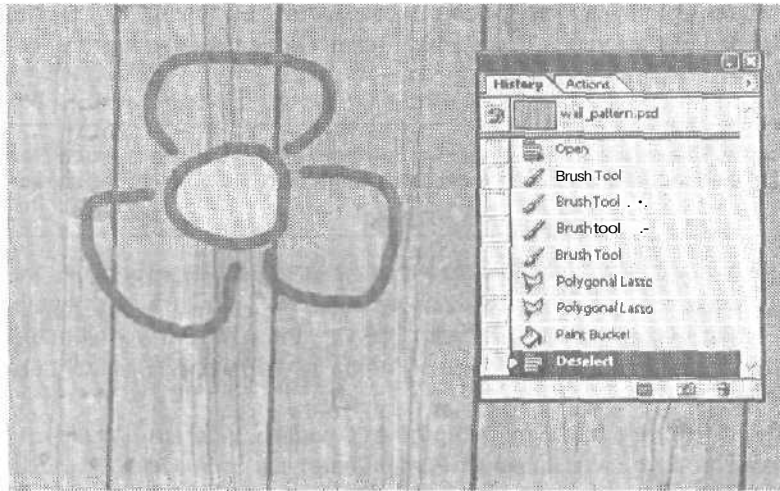 History Actions
wall_pattern.psd
Open
Brush Tool
Brush Tool
Brush tool
Brush Tool
Polygonal Lasso
Polygonal Lasso
Paint Bucket
Deselect